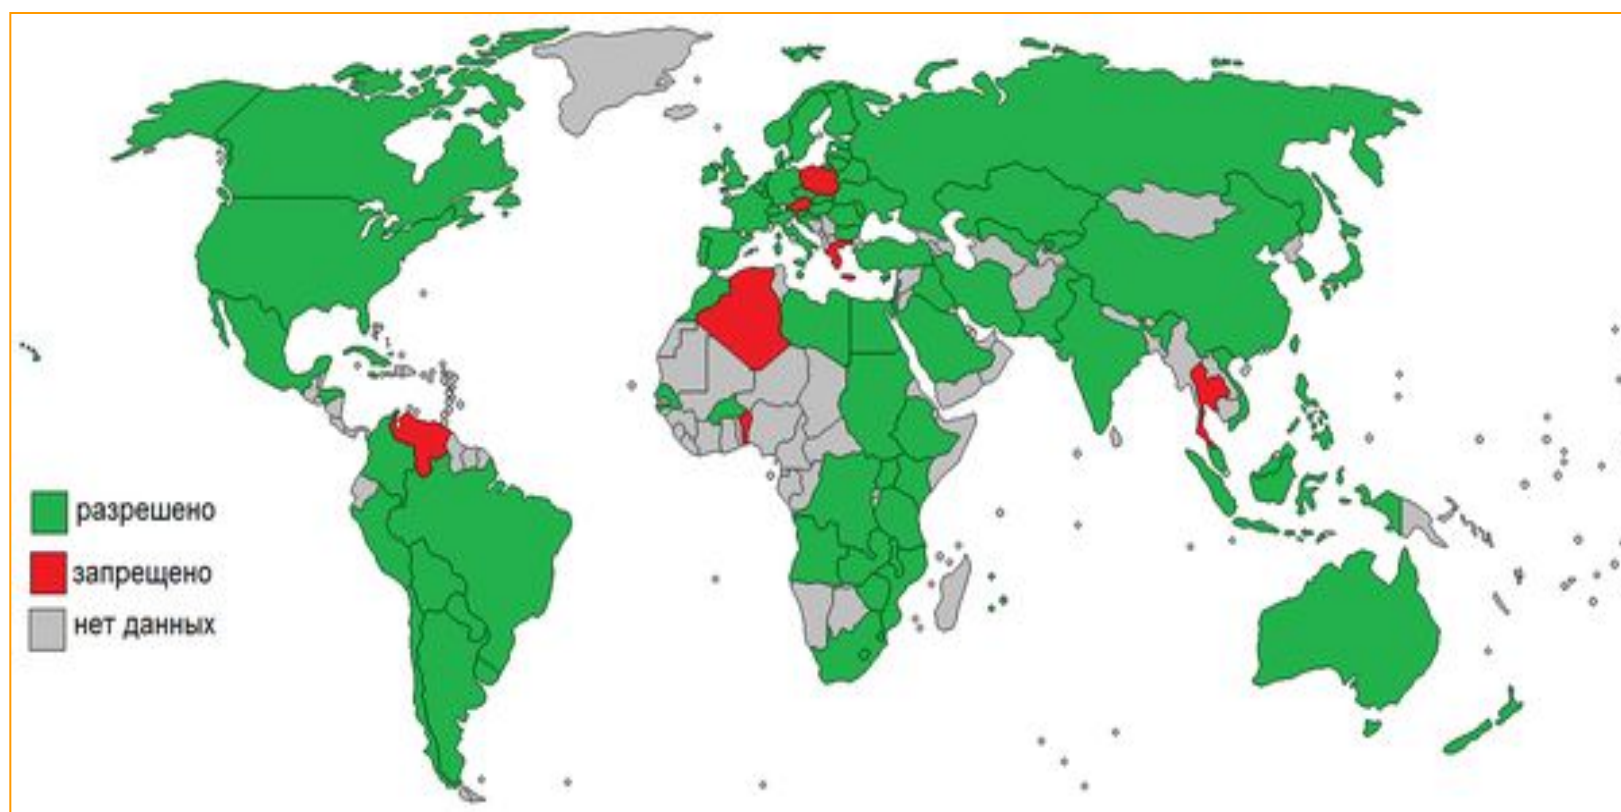 разрешено
запрещено
нет данных